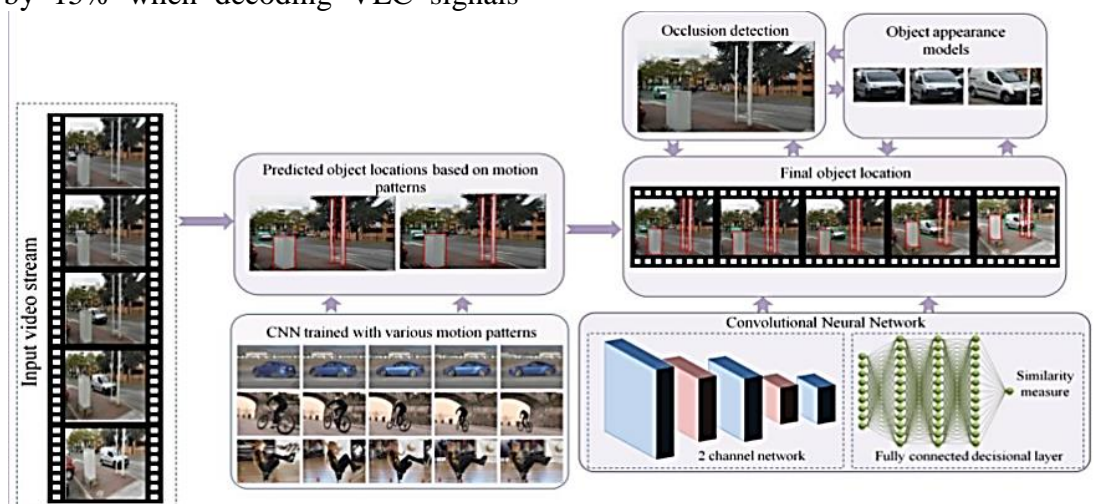 by 15% when decoding VLC signals
Input video stream
Predicted object locations based on motion
patterns
CNN trained with various motion patterns
Occlusion detection
Object appearance
models
Final object location
Convolutional Neural Network
2 channel network
Similarity
measure
Fully connected decisional layer